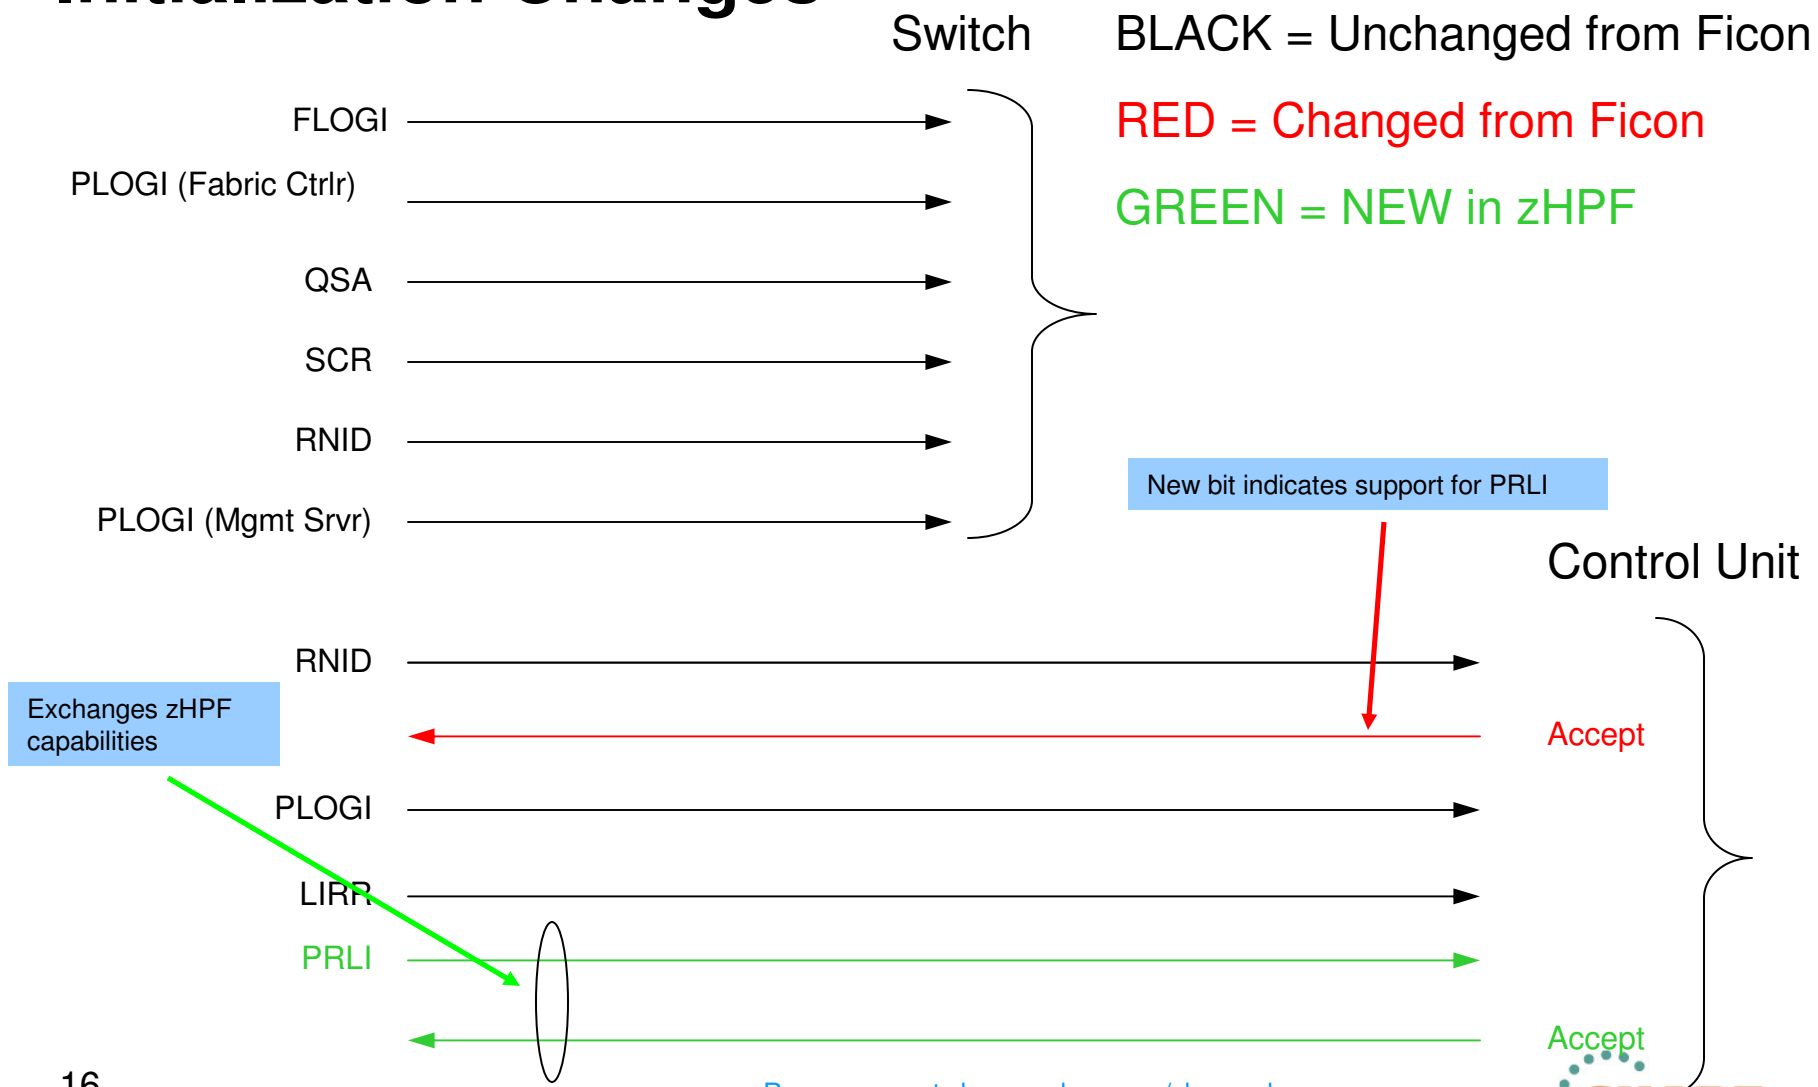 Initialization Changes
Switch
BLACK = Unchanged from Ficon
RED = Changed from Ficon
GREEN = NEW in zHPF
FLOGI
PLOGI (Fabric Ctrlr)
QSA
SCR
RNID
PLOGI (Mgmt Srvr)
New bit indicates support for PRLI
Control Unit
RNID
Exchanges zHPF
capabilities
Accept
PLOGI
LIRR
PRLI
Accept
16